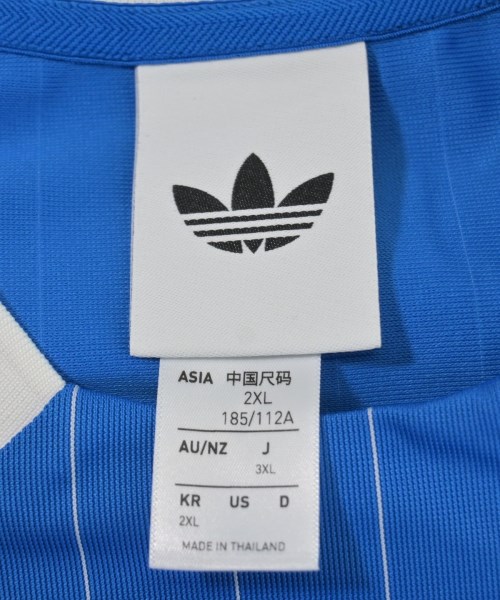 ASIA 中国尺码
2XL
185/112A
AU/NZ J
3XL
KR US D
2XL
MADE IN THAILAND